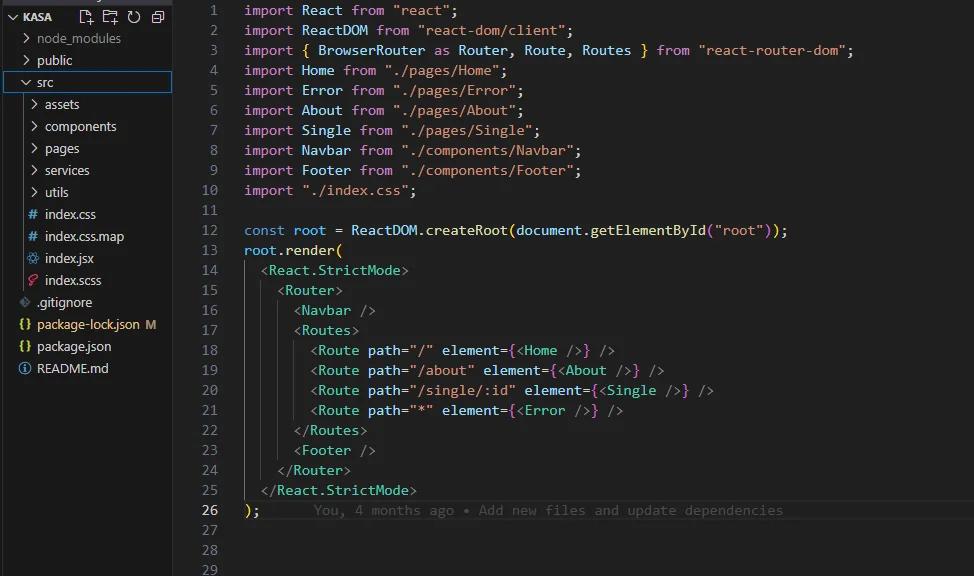 KASA
node_modules
public
src
assets
components
pages
services
utils
# index.css
# index.css.map
index.jsx
index.scss
.gitignore
{} package-lock.json M
{} package.json
README.md
1 import React from "react";
2 import ReactDOM from "react-dom/client";
3 import { BrowserRouter as Router, Route, Routes } from "react-router-dom";
4 import Home from "./pages/Home";
5 import Error from "./pages/Error";
6 import About from "./pages/About";
7 import Single from "./pages/Single";
8 import Navbar from "./components/Navbar";
9 import Footer from "./components/Footer";
10 import "./index.css";
11
12 const root = ReactDOM.createRoot(document.getElementById("root"));
13 root.render(
14 <React.StrictMode>
15 <Router>
16 <Navbar />
17 <Routes>
18 <Route path="/" element={<Home />} />
19 <Route path="/about" element={<About />} />
20 <Route path="/single/:id" element={<Single />} />
21 <Route path="*" element={<Error />} />
22 </Routes>
23 <Footer />
24 </Router>
25 </React.StrictMode>
26 ); You, 4 months ago • Add new files and update dependencies
27
28
29